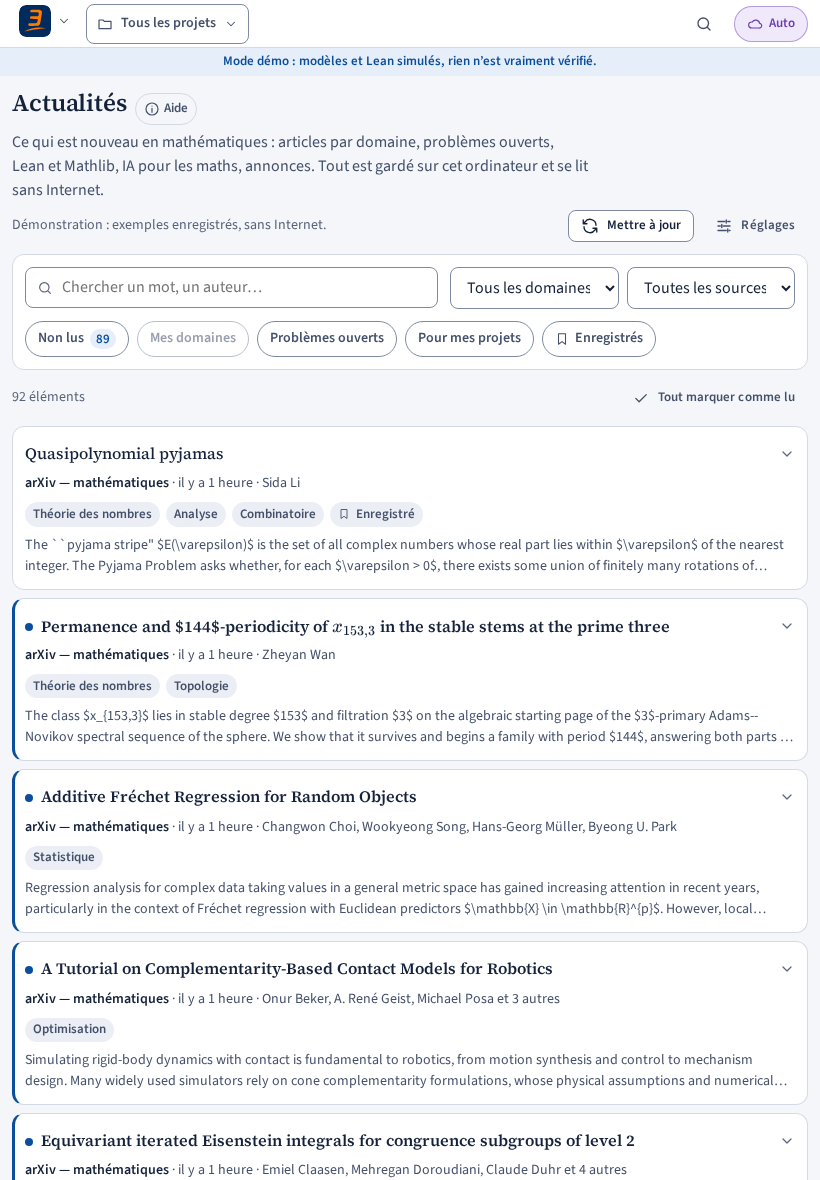 Tous les projets
Auto
Mode démo : modèles et Lean simulés, rien n’est vraiment vérifié.
Actualités
Aide
Ce qui est nouveau en mathématiques : articles par domaine, problèmes ouverts,
Lean et Mathlib, IA pour les maths, annonces. Tout est gardé sur cet ordinateur et se lit
sans Internet.
Démonstration : exemples enregistrés, sans Internet.
Mettre à jour
Réglages
Chercher un mot, un auteur…
Tous les domaines
Toutes les sources
Non lus 89
Mes domaines
Problèmes ouverts
Pour mes projets
Enregistrés
92 éléments
Tout marquer comme lu
Quasipolynomial pyjamas
arXiv — mathématiques · il y a 1 heure · Sida Li
Théorie des nombres
Analyse
Combinatoire
Enregistré
The ``pyjama stripe" $E(\varepsilon)$ is the set of all complex numbers whose real part lies within $\varepsilon$ of the nearest
integer. The Pyjama Problem asks whether, for each $\varepsilon > 0$, there exists some union of finitely many rotations of…
Permanence and $144$-periodicity of x153,3 in the stable stems at the prime three
arXiv — mathématiques · il y a 1 heure · Zheyan Wan
Théorie des nombres
Topologie
The class $x_{153,3}$ lies in stable degree $153$ and filtration $3$ on the algebraic starting page of the $3$-primary Adams--
Novikov spectral sequence of the sphere. We show that it survives and begins a family with period $144$, answering both parts …
Additive Fréchet Regression for Random Objects
arXiv — mathématiques · il y a 1 heure · Changwon Choi, Wookyeong Song, Hans-Georg Müller, Byeong U. Park
Statistique
Regression analysis for complex data taking values in a general metric space has gained increasing attention in recent years,
particularly in the context of Fréchet regression with Euclidean predictors $\mathbb{X} \in \mathbb{R}^{p}$. However, local…
A Tutorial on Complementarity-Based Contact Models for Robotics
arXiv — mathématiques · il y a 1 heure · Onur Beker, A. René Geist, Michael Posa et 3 autres
Optimisation
Simulating rigid-body dynamics with contact is fundamental to robotics, from motion synthesis and control to mechanism
design. Many widely used simulators rely on cone complementarity formulations, whose physical assumptions and numerical…
Equivariant iterated Eisenstein integrals for congruence subgroups of level 2
arXiv — mathématiques · il y a 1 heure · Emiel Claasen, Mehregan Doroudiani, Claude Duhr et 4 autres